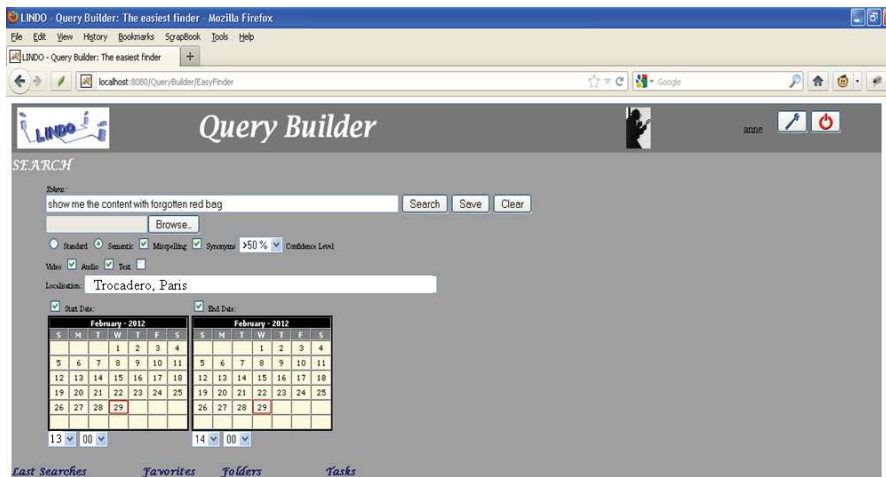 LINDO - Query Builder: The easiest finder - Mozilla Firefox
File Edit View History Bookmarks ScrapBook Tools Help
LINDO - Query Builder: The easiest finder +
localhost:8080/QueryBuilder/EasyFinder Google
LINDO Query Builder anne
SEARCH
Token:
show me the content with forgotten red bag Search Save Clear
Browse..
Standard Semantic Misspelling Synonyms >50 % Confidence Level
Video Audio Text
Localisation: Trocadero, Paris
Start Date: End Date:
February - 2012 February - 2012
S M T W T F S S M T W T F S
1 2 3 4 1 2 3 4
5 6 7 8 9 10 11 5 6 7 8 9 10 11
12 13 14 15 16 17 18 12 13 14 15 16 17 18
19 20 21 22 23 24 25 19 20 21 22 23 24 25
26 27 28 29 26 27 28 29
13 00 14 00
Last Searches Favorites Folders Tasks